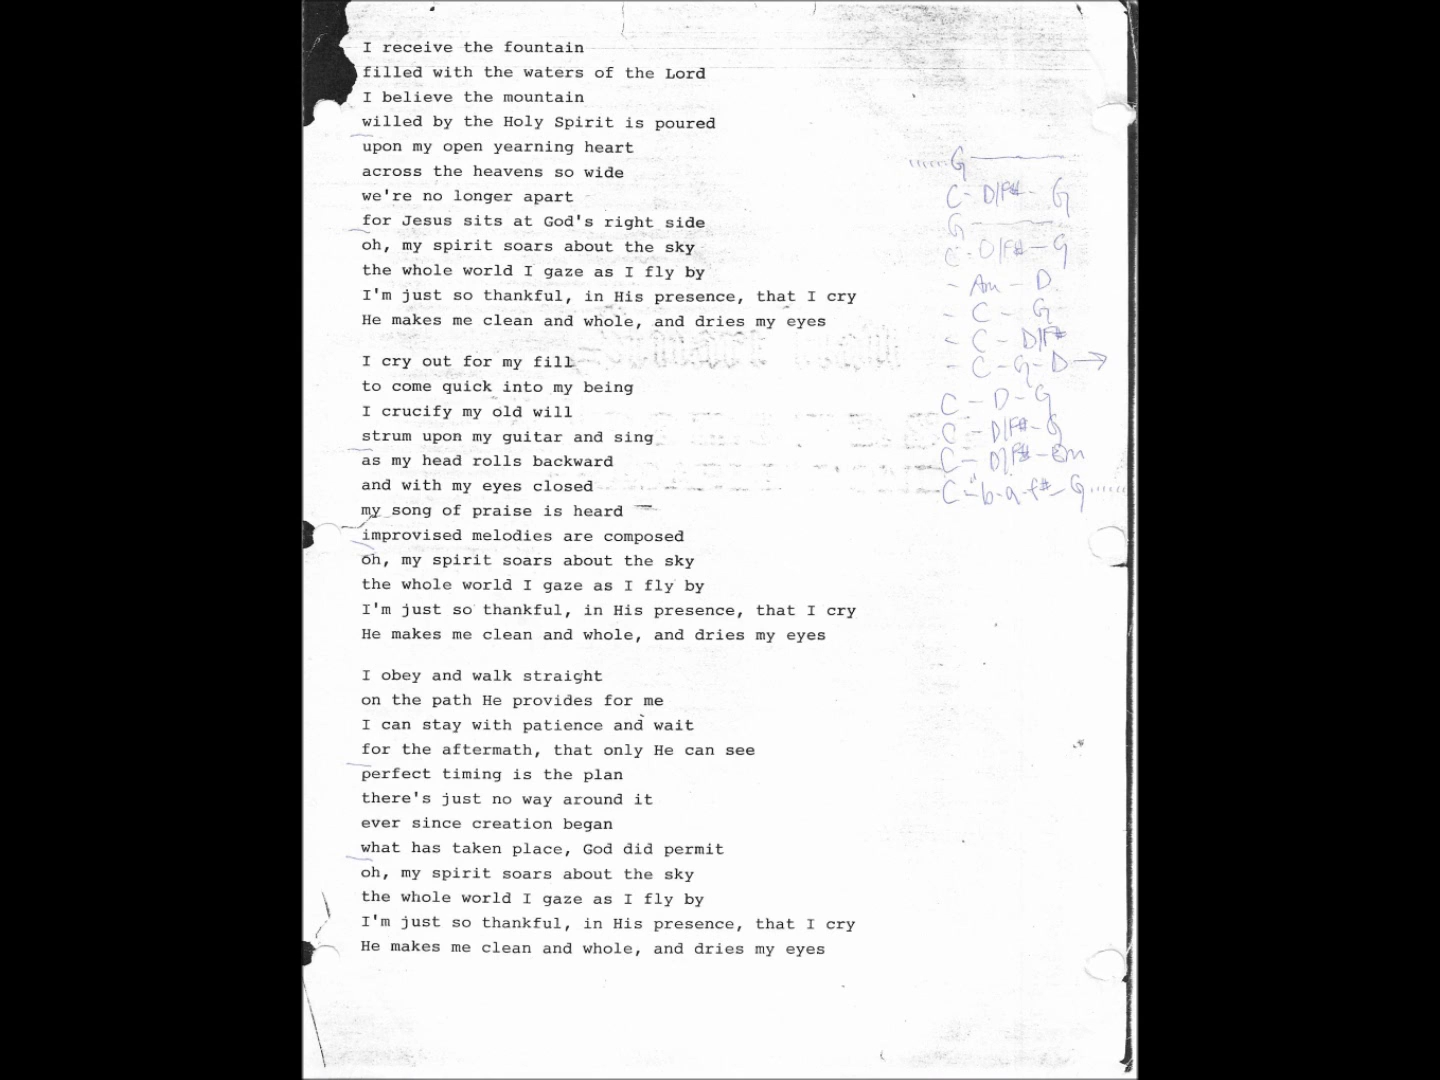 I receive the fountain
filled with the waters of the Lord
I believe the mountain
willed by the Holy Spirit is poured
upon my open yearning heart
across the heavens so wide
we're no longer apart
for Jesus sits at God's right side
oh, my spirit soars about the sky
the whole world I gaze as I fly by
I'm just so thankful, in His presence, that I cry
He makes me clean and whole, and dries my eyes
I cry out for my fill
to come quick into my being
I crucify my old will
strum upon my guitar and sing
as my head rolls backward
and with my eyes closed
my song of praise is heard
improvised melodies are composed
oh, my spirit soars about the sky
the whole world I gaze as I fly by
I'm just so thankful, in His presence, that I cry
He makes me clean and whole, and dries my eyes
I obey and walk straight
on the path He provides for me
I can stay with patience and wait
for the aftermath, that only He can see
perfect timing is the plan
there's just no way around it
ever since creation began
what has taken place, God did permit
oh, my spirit soars about the sky
the whole world I gaze as I fly by
I'm just so thankful, in His presence, that I cry
He makes me clean and whole, and dries my eyes
G
C - D/F# - G
G
C - D/F# - G
- Am - D
- C - G
- C - D/F#
- C - G - D →
C - D - G
C - D/F# - G
C - D/F# - Em
C - b - a - f# - G